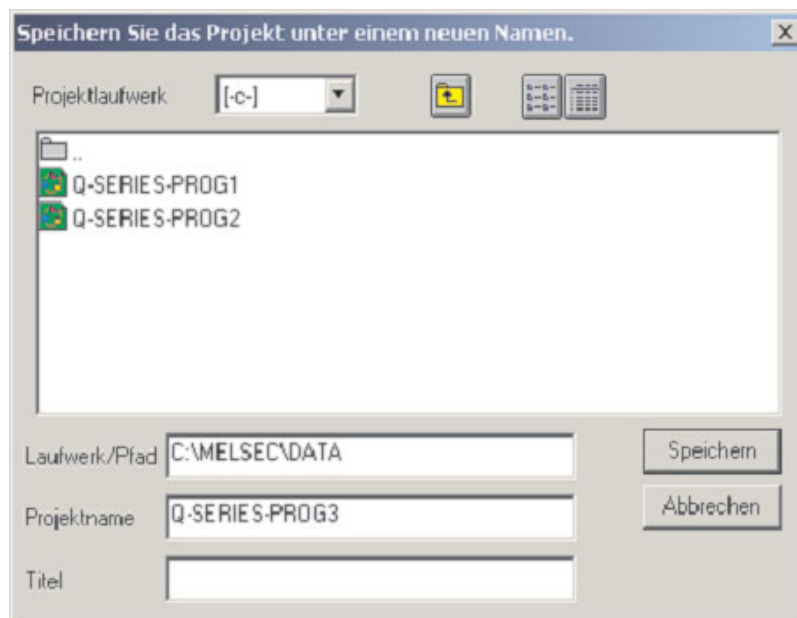 Speichern Sie das Projekt unter einem neuen Namen.
Projektlaufwerk [-c-]
..
Q-SERIES-PROG1
Q-SERIES-PROG2
Laufwerk/Pfad C:\MELSEC\DATA Speichern
Projektname Q-SERIES-PROG3 Abbrechen
Titel